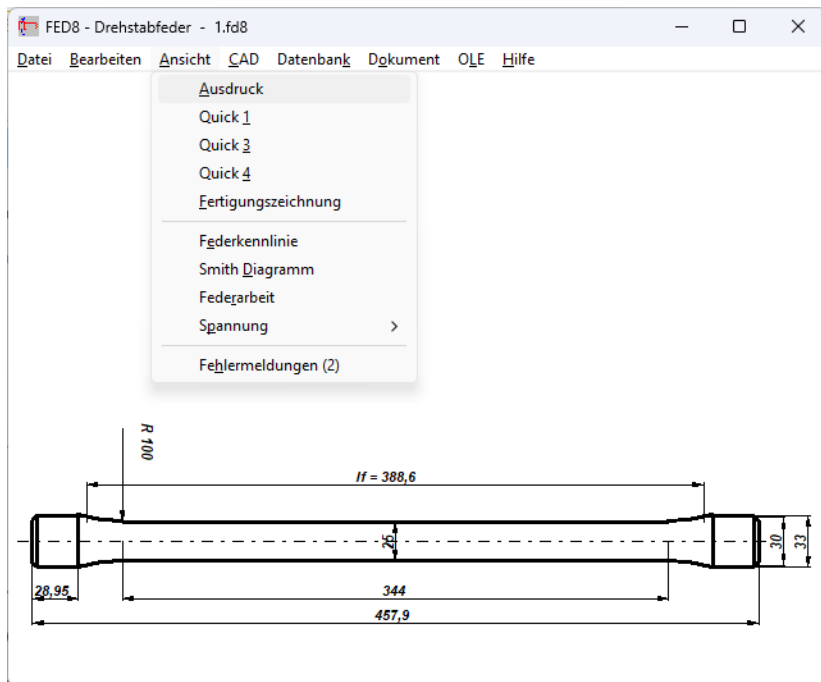 FED8 - Drehstabfeder - 1.fd8
Datei Bearbeiten Ansicht CAD Datenbank Dokument OLE Hilfe
Ausdruck
Quick 1
Quick 3
Quick 4
Fertigungszeichnung
Federkennlinie
Smith Diagramm
Federarbeit
Spannung
Fehlermeldungen (2)
R 100
lf = 388,6
25
30
33
28,95
344
457,9